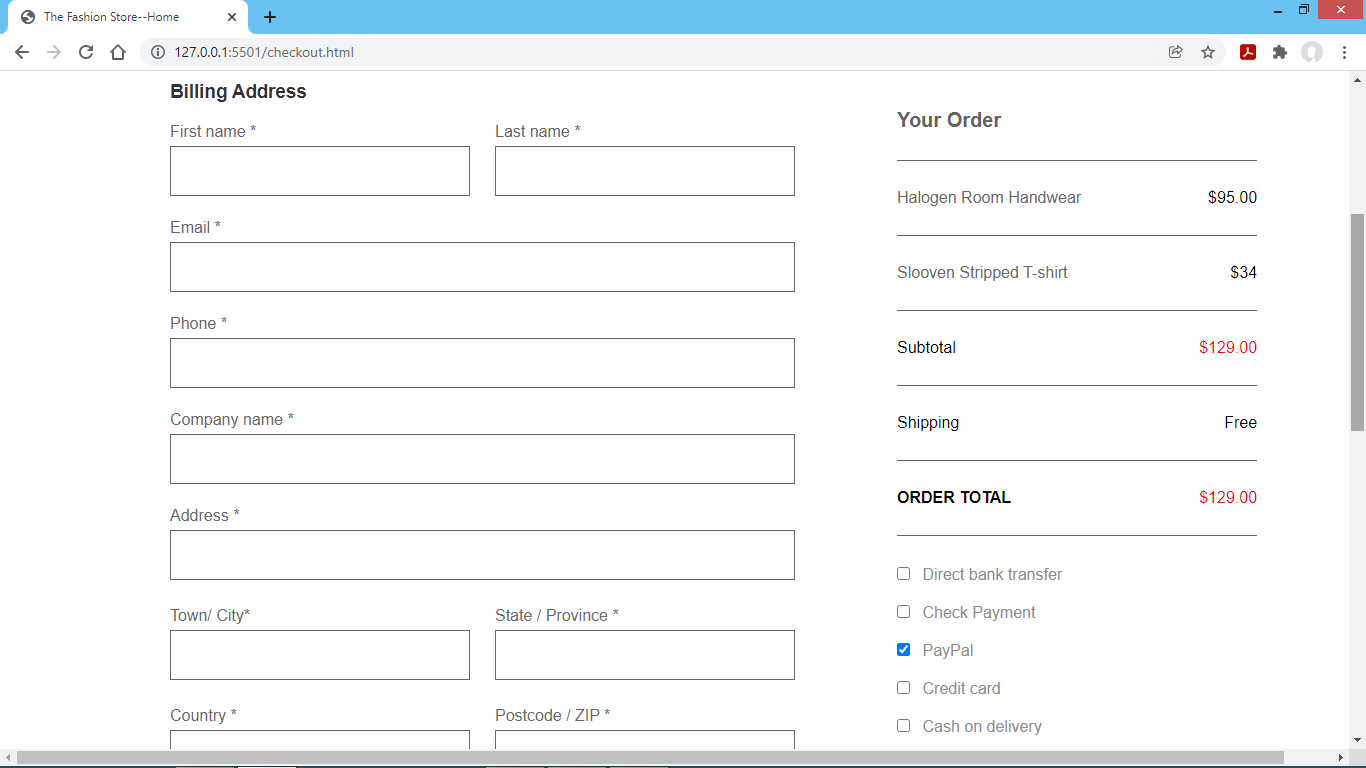 The Fashion Store--Home
127.0.0.1:5501/checkout.html
Billing Address
First name *
Last name *
Email *
Phone *
Company name *
Address *
Town/ City*
State / Province *
Country *
Postcode / ZIP *
Your Order
Halogen Room Handwear $95.00
Slooven Stripped T-shirt $34
Subtotal $129.00
Shipping Free
ORDER TOTAL $129.00
Direct bank transfer
Check Payment
PayPal
Credit card
Cash on delivery